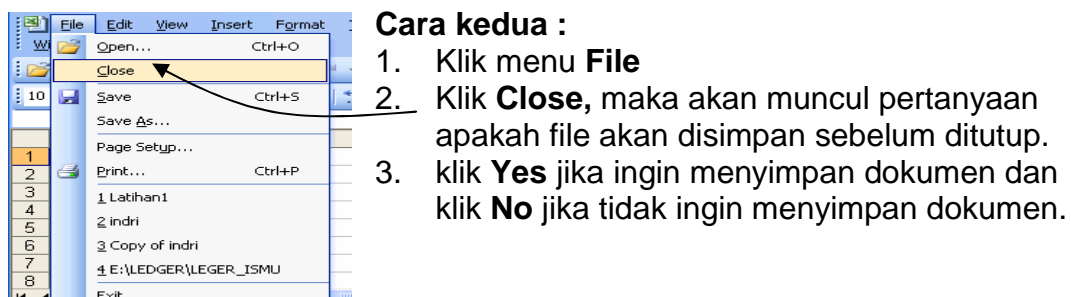 File Edit View Insert Format
Open... Ctrl+O
Close
10 Save Ctrl+S
Save As...
Page Setup...
1
2 Print... Ctrl+P
3 1 Latihan1
4
5 2 indri
6 3 Copy of indri
7 4 E:\LEDGER\LEGER_ISMU
8
Exit
Cara kedua :
1. Klik menu File
2. Klik Close, maka akan muncul pertanyaan
apakah file akan disimpan sebelum ditutup.
3. klik Yes jika ingin menyimpan dokumen dan
klik No jika tidak ingin menyimpan dokumen.